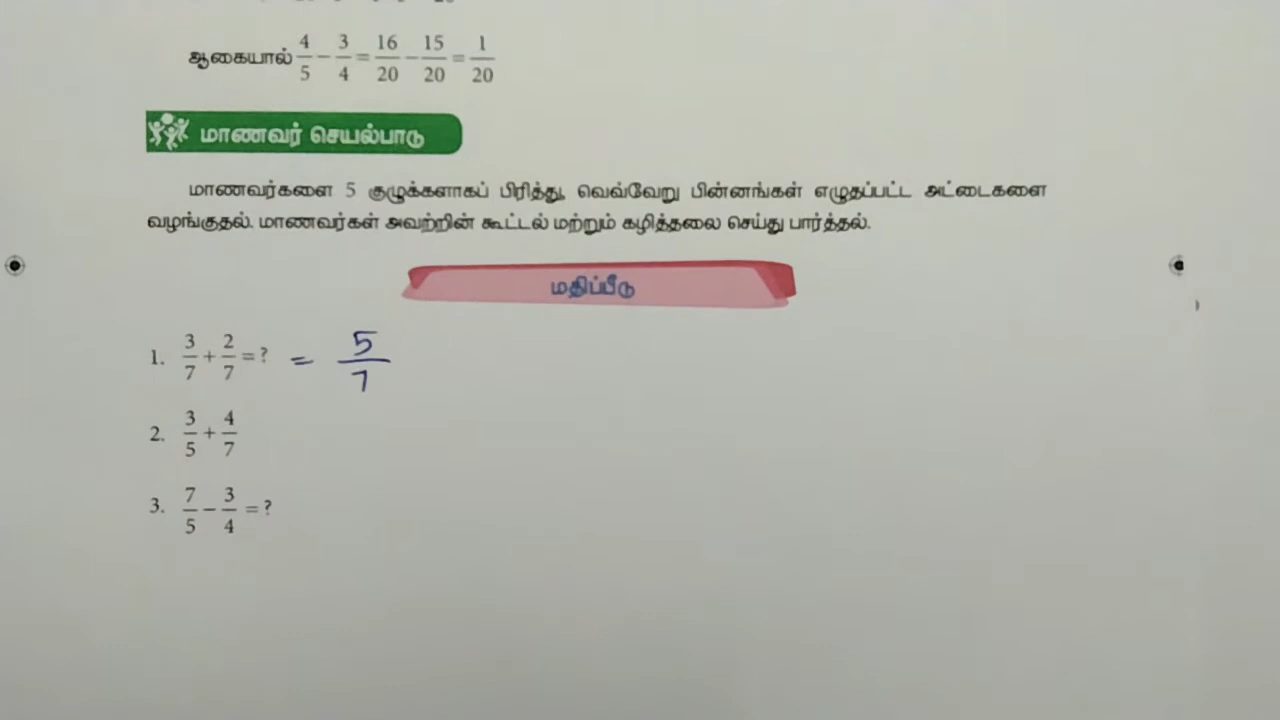 ஆகையால் 4/5 − 3/4 = 16/20 − 15/20 = 1/20
மாணவர் செயல்பாடு
மாணவர்களை 5 குழுக்களாகப் பிரித்து, வெவ்வேறு பின்னங்கள் எழுதப்பட்ட அட்டைகளை
வழங்குதல். மாணவர்கள் அவற்றின் கூட்டல் மற்றும் கழித்தலை செய்து பார்த்தல்.
மதிப்பீடு
1. 3/7 + 2/7 = ? = 5/7
2. 3/5 + 4/7
3. 7/5 − 3/4 = ?